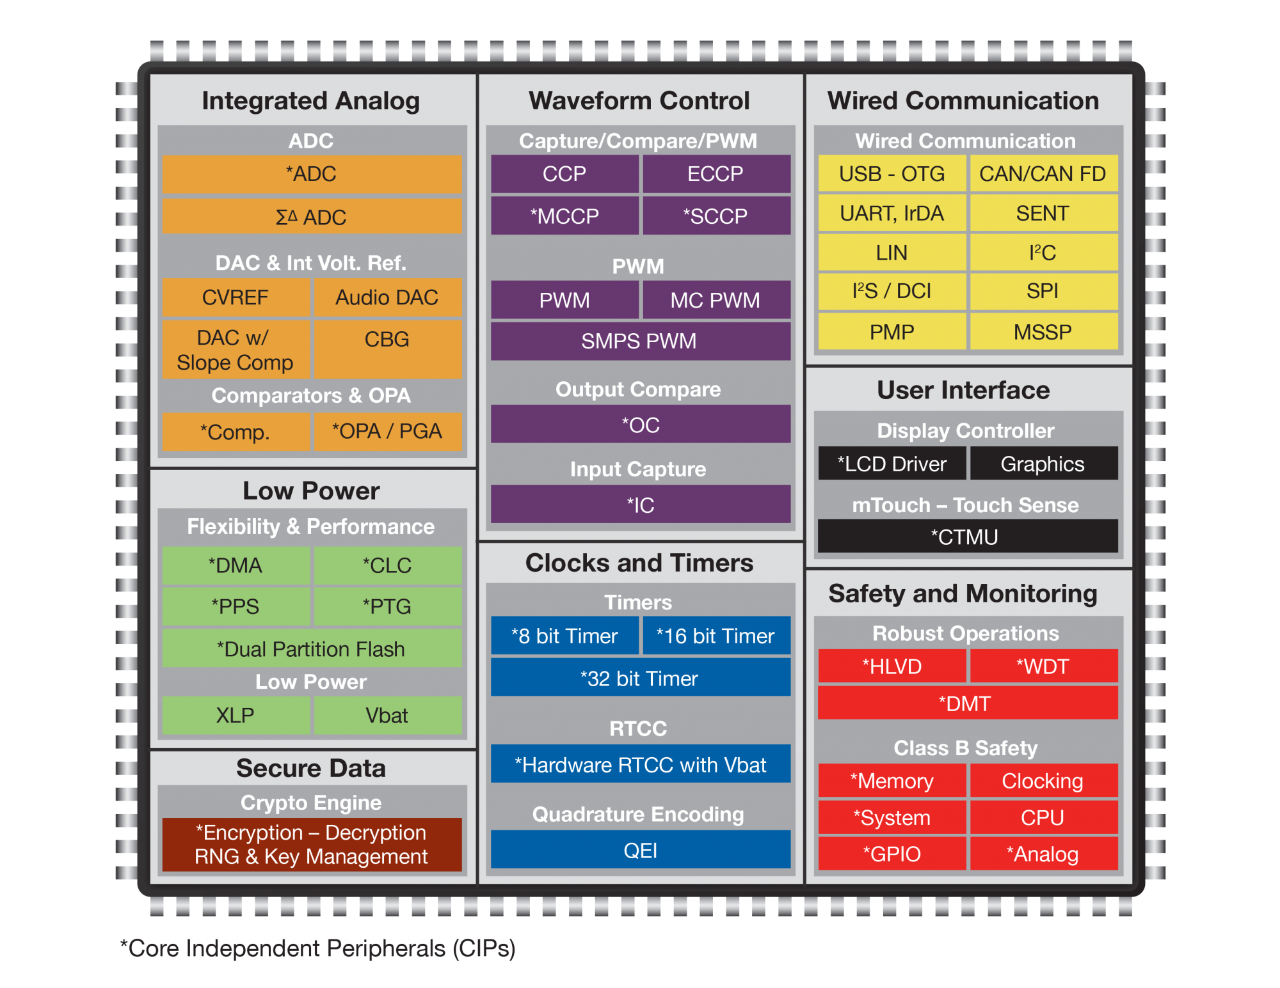 Integrated Analog
ADC
*ADC
ΣΔ ADC
DAC & Int Volt. Ref.
CVREF
Audio DAC
DAC w/
Slope Comp
CBG
Comparators & OPA
*Comp.
*OPA / PGA
Low Power
Flexibility & Performance
*DMA
*CLC
*PPS
*PTG
*Dual Partition Flash
Low Power
XLP
Vbat
Secure Data
Crypto Engine
*Encryption – Decryption
RNG & Key Management
Waveform Control
Capture/Compare/PWM
CCP
ECCP
*MCCP
*SCCP
PWM
PWM
MC PWM
SMPS PWM
Output Compare
*OC
Input Capture
*IC
Clocks and Timers
Timers
*8 bit Timer
*16 bit Timer
*32 bit Timer
RTCC
*Hardware RTCC with Vbat
Quadrature Encoding
QEI
Wired Communication
Wired Communication
USB - OTG
CAN/CAN FD
UART, IrDA
SENT
LIN
I²C
I²S / DCI
SPI
PMP
MSSP
User Interface
Display Controller
*LCD Driver
Graphics
mTouch – Touch Sense
*CTMU
Safety and Monitoring
Robust Operations
*HLVD
*WDT
*DMT
Class B Safety
*Memory
Clocking
*System
CPU
*GPIO
*Analog
*Core Independent Peripherals (CIPs)